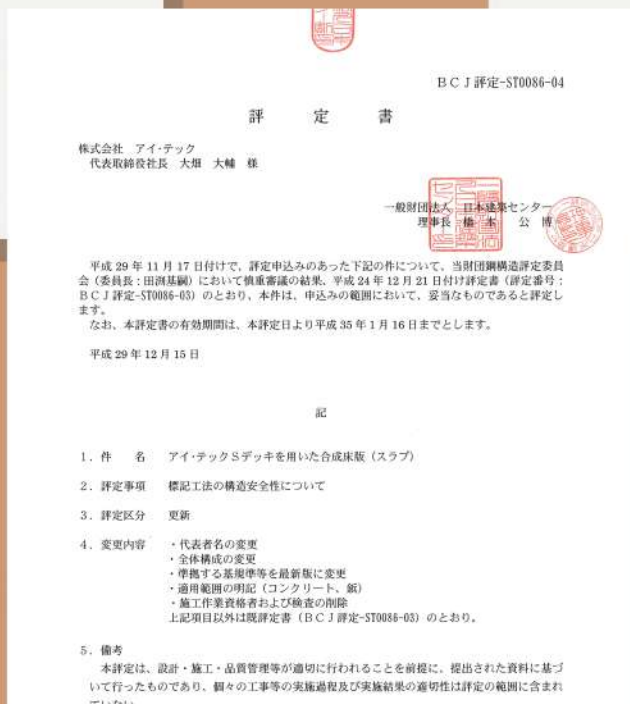 BCJ評定-ST0086-04
評 定 書
株式会社 アイ・テック
代表取締役社長 大畑 大輔 様
一般財団法人 日本建築センター
理事長 橋 本 公 博
平成29年11月17日付けで、評定申込みのあった下記の件について、当財団鋼構造評定委員
会（委員長：田渕基嗣）において慎重審議の結果、平成24年12月21日付け評定書（評定番号：
BCJ評定-ST0086-03）のとおり、本件は、申込みの範囲において、妥当なものであると評定し
ます。
なお、本評定書の有効期間は、本評定日より平成35年1月16日までとします。
平成29年12月15日
記
1．件 名 アイ・テックSデッキを用いた合成床版（スラブ）
2．評定事項 標記工法の構造安全性について
3．評定区分 更新
4．変更内容 ・代表者名の変更
・全体構成の変更
・準拠する基規準等を最新版に変更
・適用範囲の明記（コンクリート、鋲）
・施工作業資格者および検査の削除
上記項目以外は既評定書（BCJ評定-ST0086-03）のとおり。
5．備考
本評定は、設計・施工・品質管理等が適切に行われることを前提に、提出された資料に基づ
いて行ったものであり、個々の工事等の実施過程及び実施結果の適切性は評定の範囲に含まれ